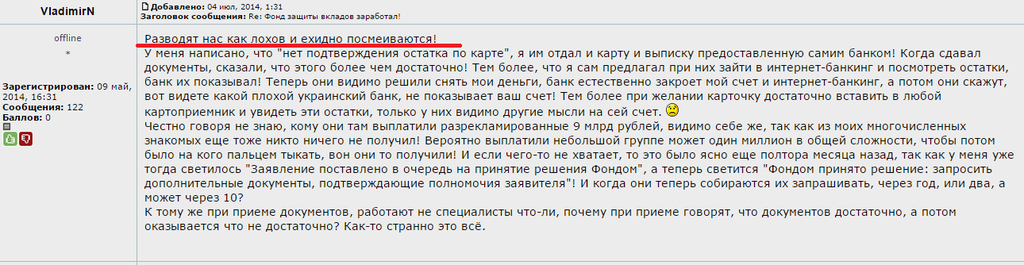 VladimirN
Добавлено: 04 июл, 2014, 1:31
Заголовок сообщения: Re: Фонд защиты вкладов заработал!
offline
*
Зарегистрирован: 09 май,
2014, 16:31
Сообщения: 122
Баллов: 0
Разводят нас как лохов и ехидно посмеиваются!
У меня написано, что "нет подтверждения остатка по карте", я им отдал и карту и выписку предоставленную самим банком! Когда сдавал
документы, сказали, что этого более чем достаточно! Тем более, что я сам предлагал при них зайти в интернет-банкинг и посмотреть остатки,
банк их показывал! Теперь они видимо решили снять мои деньги, банк естественно закроет мой счет и интернет-банкинг, а потом они скажут,
вот видете какой плохой украинский банк, не показывает ваш счет! Тем более при желании карточку достаточно вставить в любой
картоприемник и увидеть эти остатки, только у них видимо другие мысли на сей счет.
Честно говоря не знаю, кому они там выплатили разрекламированные 9 млрд рублей, видимо себе же, так как из моих многочисленных
знакомых еще тоже никто ничего не получил! Вероятно выплатили небольшой группе может один миллион в общей сложности, чтобы потом
было на кого пальцем тыкать, вон они то получили! И если чего-то не хватает, то это было ясно еще полтора месяца назад, так как у меня уже
тогда светилось "Заявление поставлено в очередь на принятие решения Фондом", а теперь светится "Фондом принято решение: запросить
дополнительные документы, подтверждающие полномочия заявителя"! И когда они теперь собираются их запрашивать, через год, или два, а
может через 10?
К тому же при приеме документов, работают не специалисты что-ли, почему при приеме говорят, что документов достаточно, а потом
оказывается что не достаточно? Как-то странно это всё.